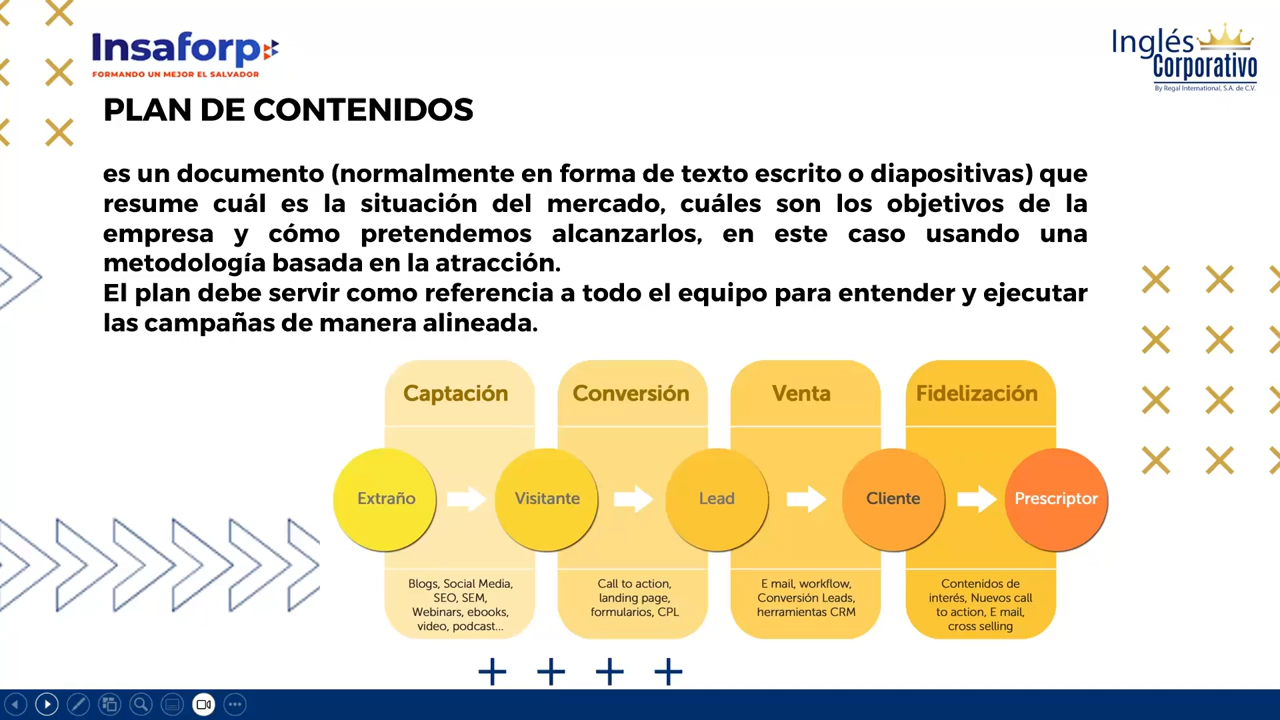 Insaforp
FORMANDO UN MEJOR EL SALVADOR
Inglés
Corporativo
By Regal International, S.A. de C.V.
PLAN DE CONTENIDOS
es un documento (normalmente en forma de texto escrito o diapositivas) que
resume cuál es la situación del mercado, cuáles son los objetivos de la
empresa y cómo pretendemos alcanzarlos, en este caso usando una
metodología basada en la atracción.
El plan debe servir como referencia a todo el equipo para entender y ejecutar
las campañas de manera alineada.
Captación
Conversión
Venta
Fidelización
Extraño
Visitante
Lead
Cliente
Prescriptor
Blogs, Social Media,
SEO, SEM,
Webinars, ebooks,
video, podcast...
Call to action,
landing page,
formularios, CPL
E mail, workflow,
Conversión Leads,
herramientas CRM
Contenidos de
interés, Nuevos call
to action, E mail,
cross selling